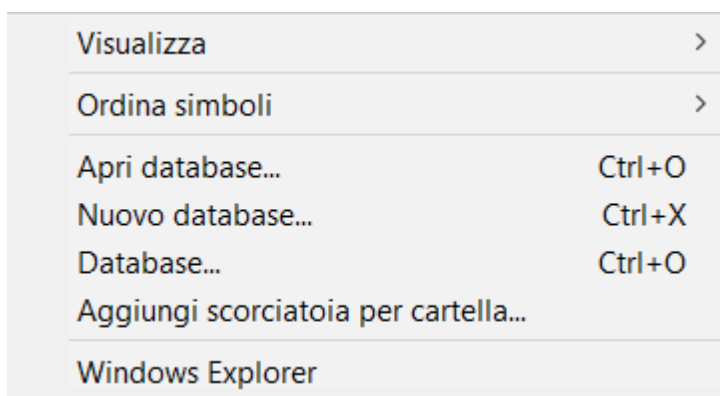 Visualizza
Ordina simboli
Apri database... Ctrl+O
Nuovo database... Ctrl+X
Database... Ctrl+O
Aggiungi scorciatoia per cartella...
Windows Explorer